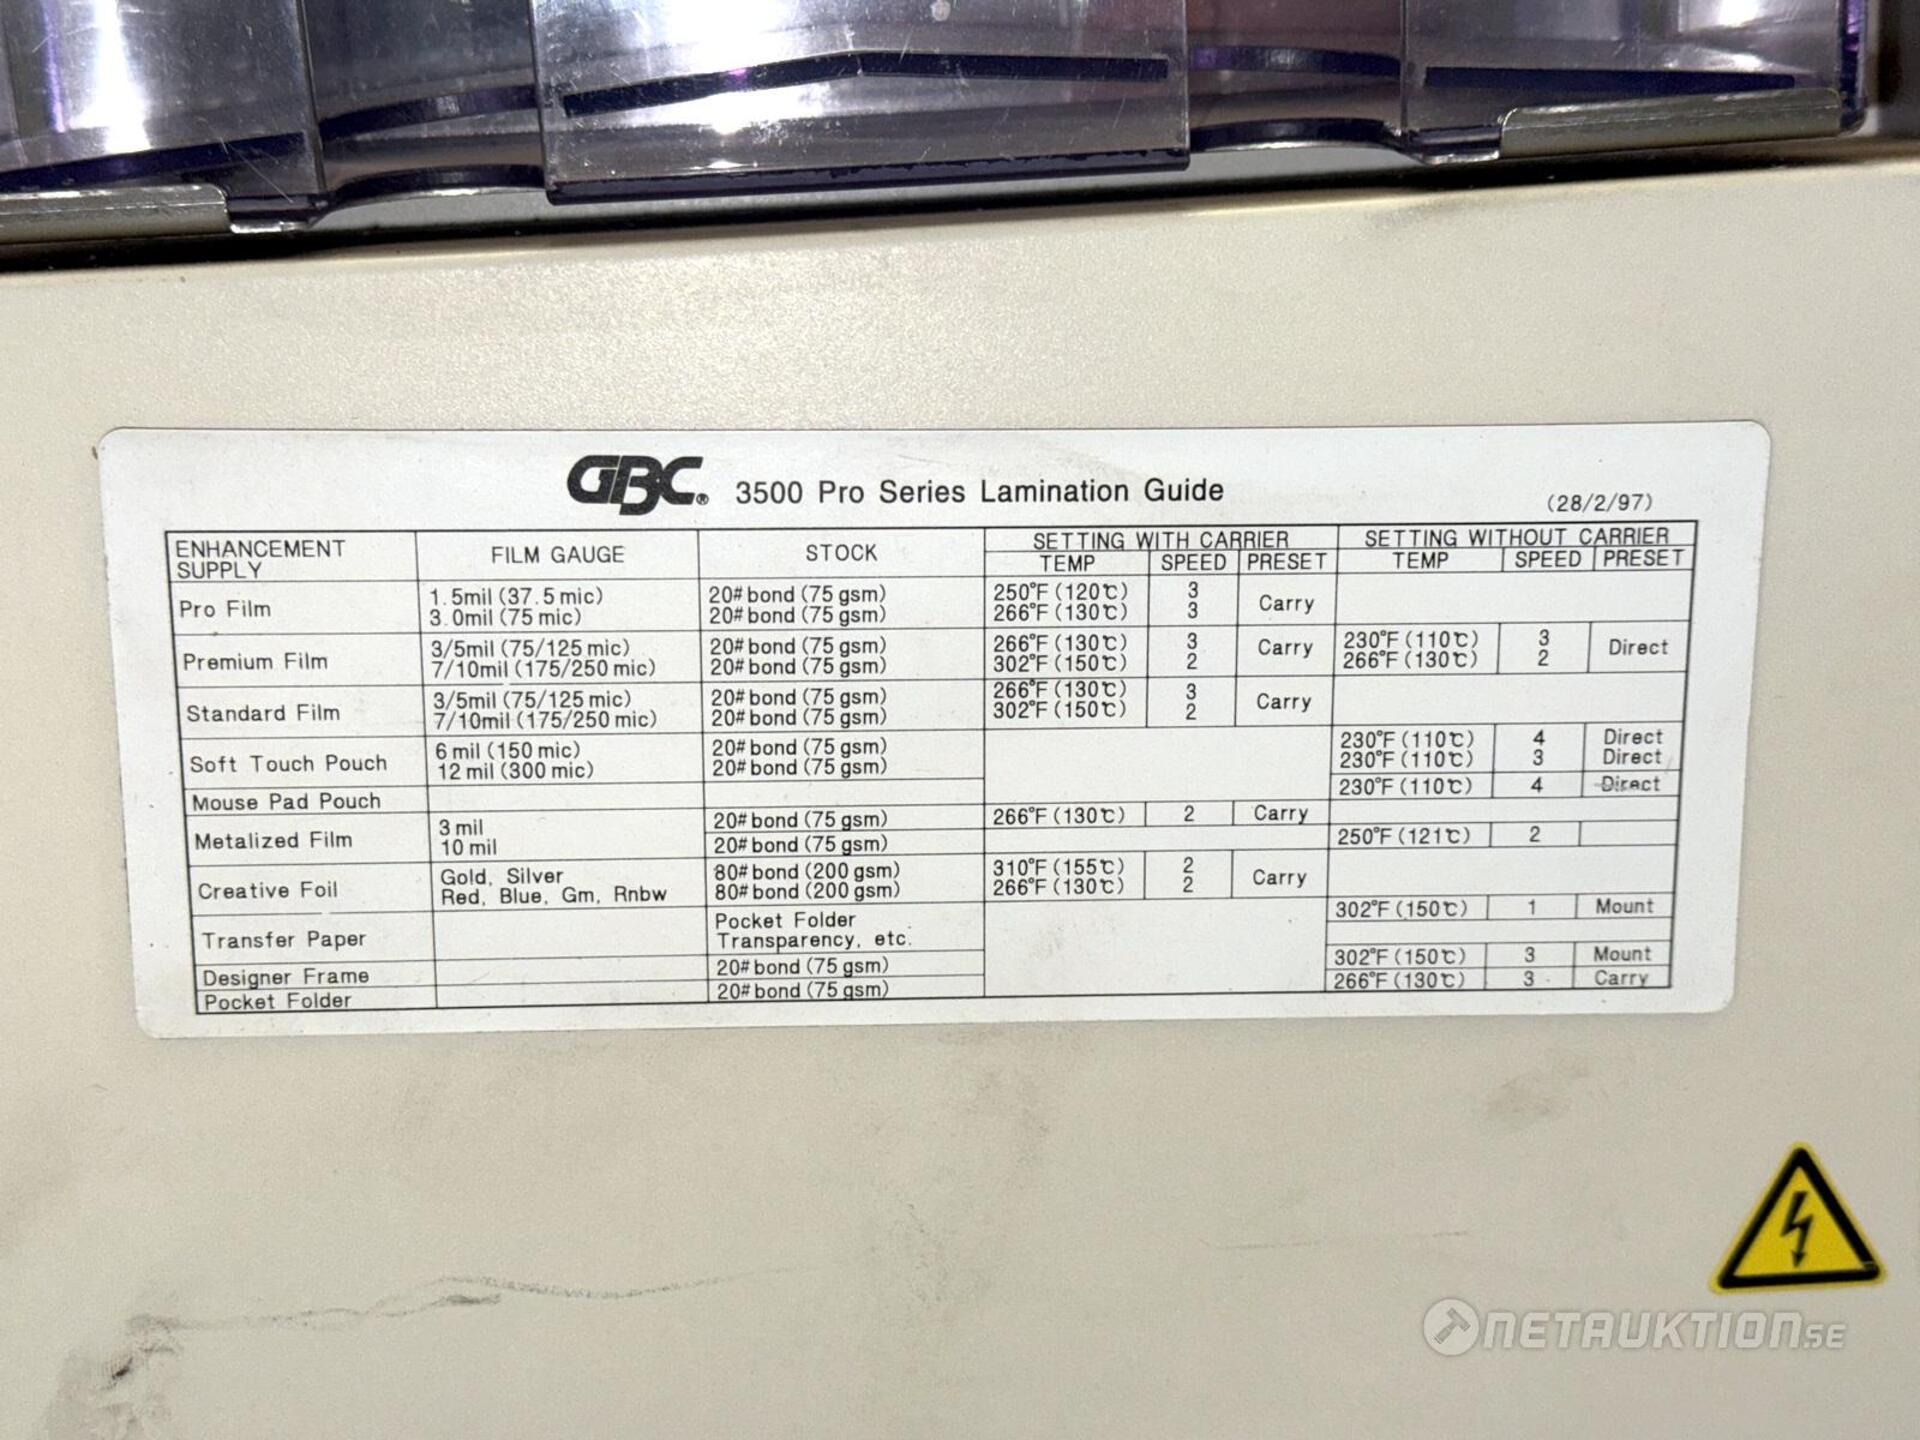 GBC® 3500 Pro Series Lamination Guide
(28/2/97)
ENHANCEMENT SUPPLY FILM GAUGE STOCK SETTING WITH CARRIER SETTING WITHOUT CARRIER
TEMP SPEED PRESET TEMP SPEED PRESET
Pro Film 1.5mil (37.5 mic) 20# bond (75 gsm) 250°F (120℃) 3 Carry
3.0mil (75 mic) 20# bond (75 gsm) 266°F (130℃) 3
Premium Film 3/5mil (75/125 mic) 20# bond (75 gsm) 266°F (130℃) 3 Carry 230°F (110℃) 3 Direct
7/10mil (175/250 mic) 20# bond (75 gsm) 302°F (150℃) 2 266°F (130℃) 2
Standard Film 3/5mil (75/125 mic) 20# bond (75 gsm) 266°F (130℃) 3 Carry
7/10mil (175/250 mic) 20# bond (75 gsm) 302°F (150℃) 2
Soft Touch Pouch 6 mil (150 mic) 20# bond (75 gsm) 230°F (110℃) 4 Direct
12 mil (300 mic) 20# bond (75 gsm) 230°F (110℃) 3 Direct
Mouse Pad Pouch 230°F (110℃) 4 Direct
Metalized Film 3 mil 20# bond (75 gsm) 266°F (130℃) 2 Carry
10 mil 20# bond (75 gsm) 250°F (121℃) 2
Creative Foil Gold, Silver 80# bond (200 gsm) 310°F (155℃) 2 Carry
Red, Blue, Gm, Rnbw 80# bond (200 gsm) 266°F (130℃) 2
Transfer Paper Pocket Folder 302°F (150℃) 1 Mount
Transparency, etc.
Designer Frame 20# bond (75 gsm) 302°F (150℃) 3 Mount
Pocket Folder 20# bond (75 gsm) 266°F (130℃) 3 Carry
NETAUKTION.SE